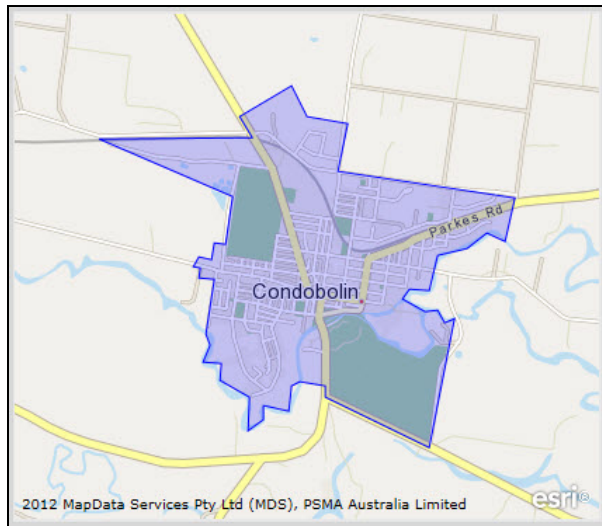 Parkes Rd
Condobolin
2012 MapData Services Pty Ltd (MDS), PSMA Australia Limited
esri®